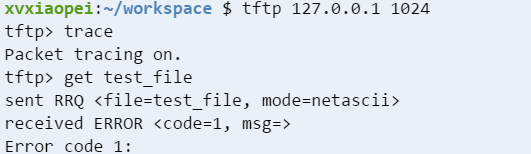 xvxiaopei:~/workspace $ tftp 127.0.0.1 1024
tftp> trace
Packet tracing on.
tftp> get test_file
sent RRQ <file=test_file, mode=netascii>
received ERROR <code=1, msg=>
Error code 1: